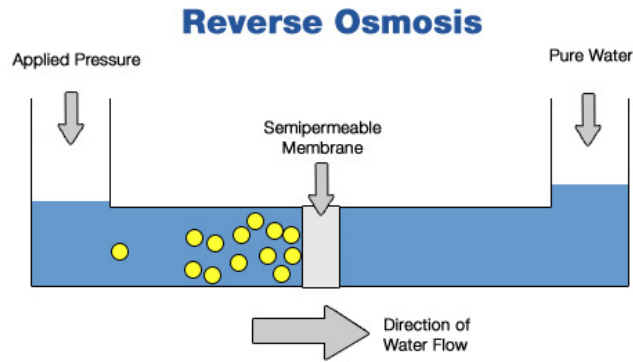 Reverse Osmosis
Applied Pressure
Pure Water
Semipermeable
Membrane
Direction of
Water Flow